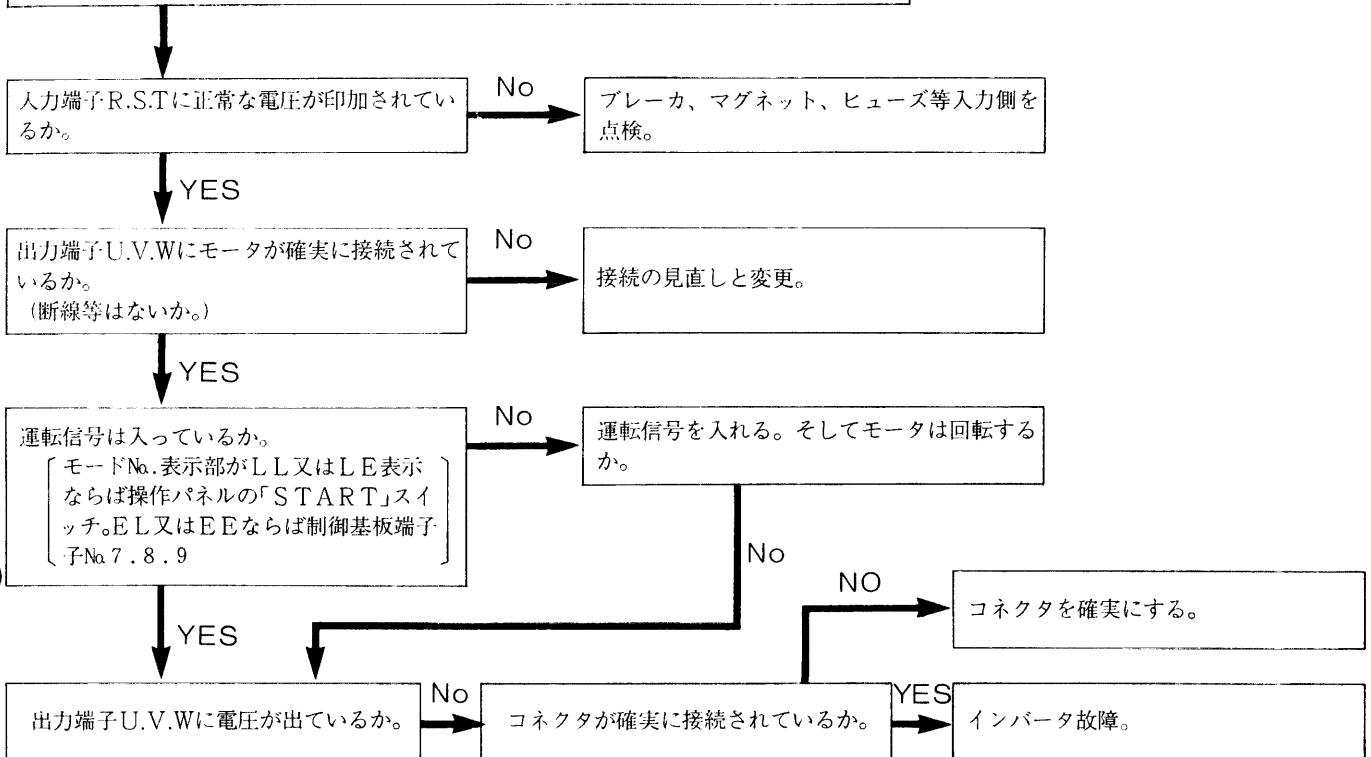 入力端子R.S.Tに正常な電圧が印加されてい
るか。
No
ブレーカ、マグネット、ヒューズ等入力側を
点検。
YES
出力端子U.V.Wにモータが確実に接続されて
いるか。
(断線等はないか。)
No
接続の見直しと変更。
YES
運転信号は入っているか。
モードNo.表示部がLL又はLE表示
ならば操作パネルの「START」スイ
ッチ。EL又はEEならば制御基板端子
子No.7.8.9
No
運転信号を入れる。そしてモータは回転する
か。
No
YES
出力端子U.V.Wに電圧が出ているか。
No
コネクタが確実に接続されているか。
NO
コネクタを確実にする。
YES
インバータ故障。